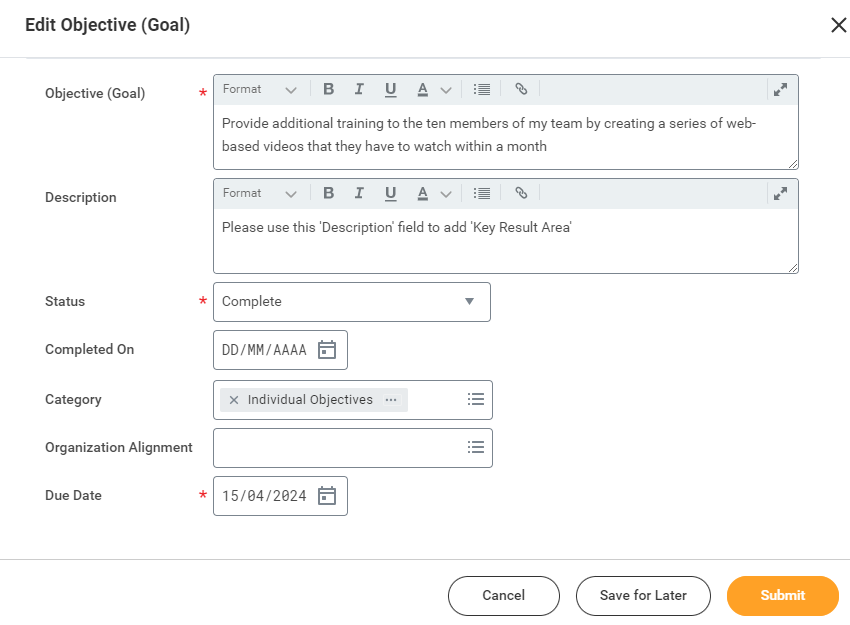 Edit Objective (Goal)
Objective (Goal) *
Format B I U A
Provide additional training to the ten members of my team by creating a series of web-
based videos that they have to watch within a month
Description
Format B I U A
Please use this 'Description' field to add 'Key Result Area'
Status * Complete
Completed On DD/MM/AAAA
Category × Individual Objectives ...
Organization Alignment
Due Date * 15/04/2024
Cancel Save for Later Submit